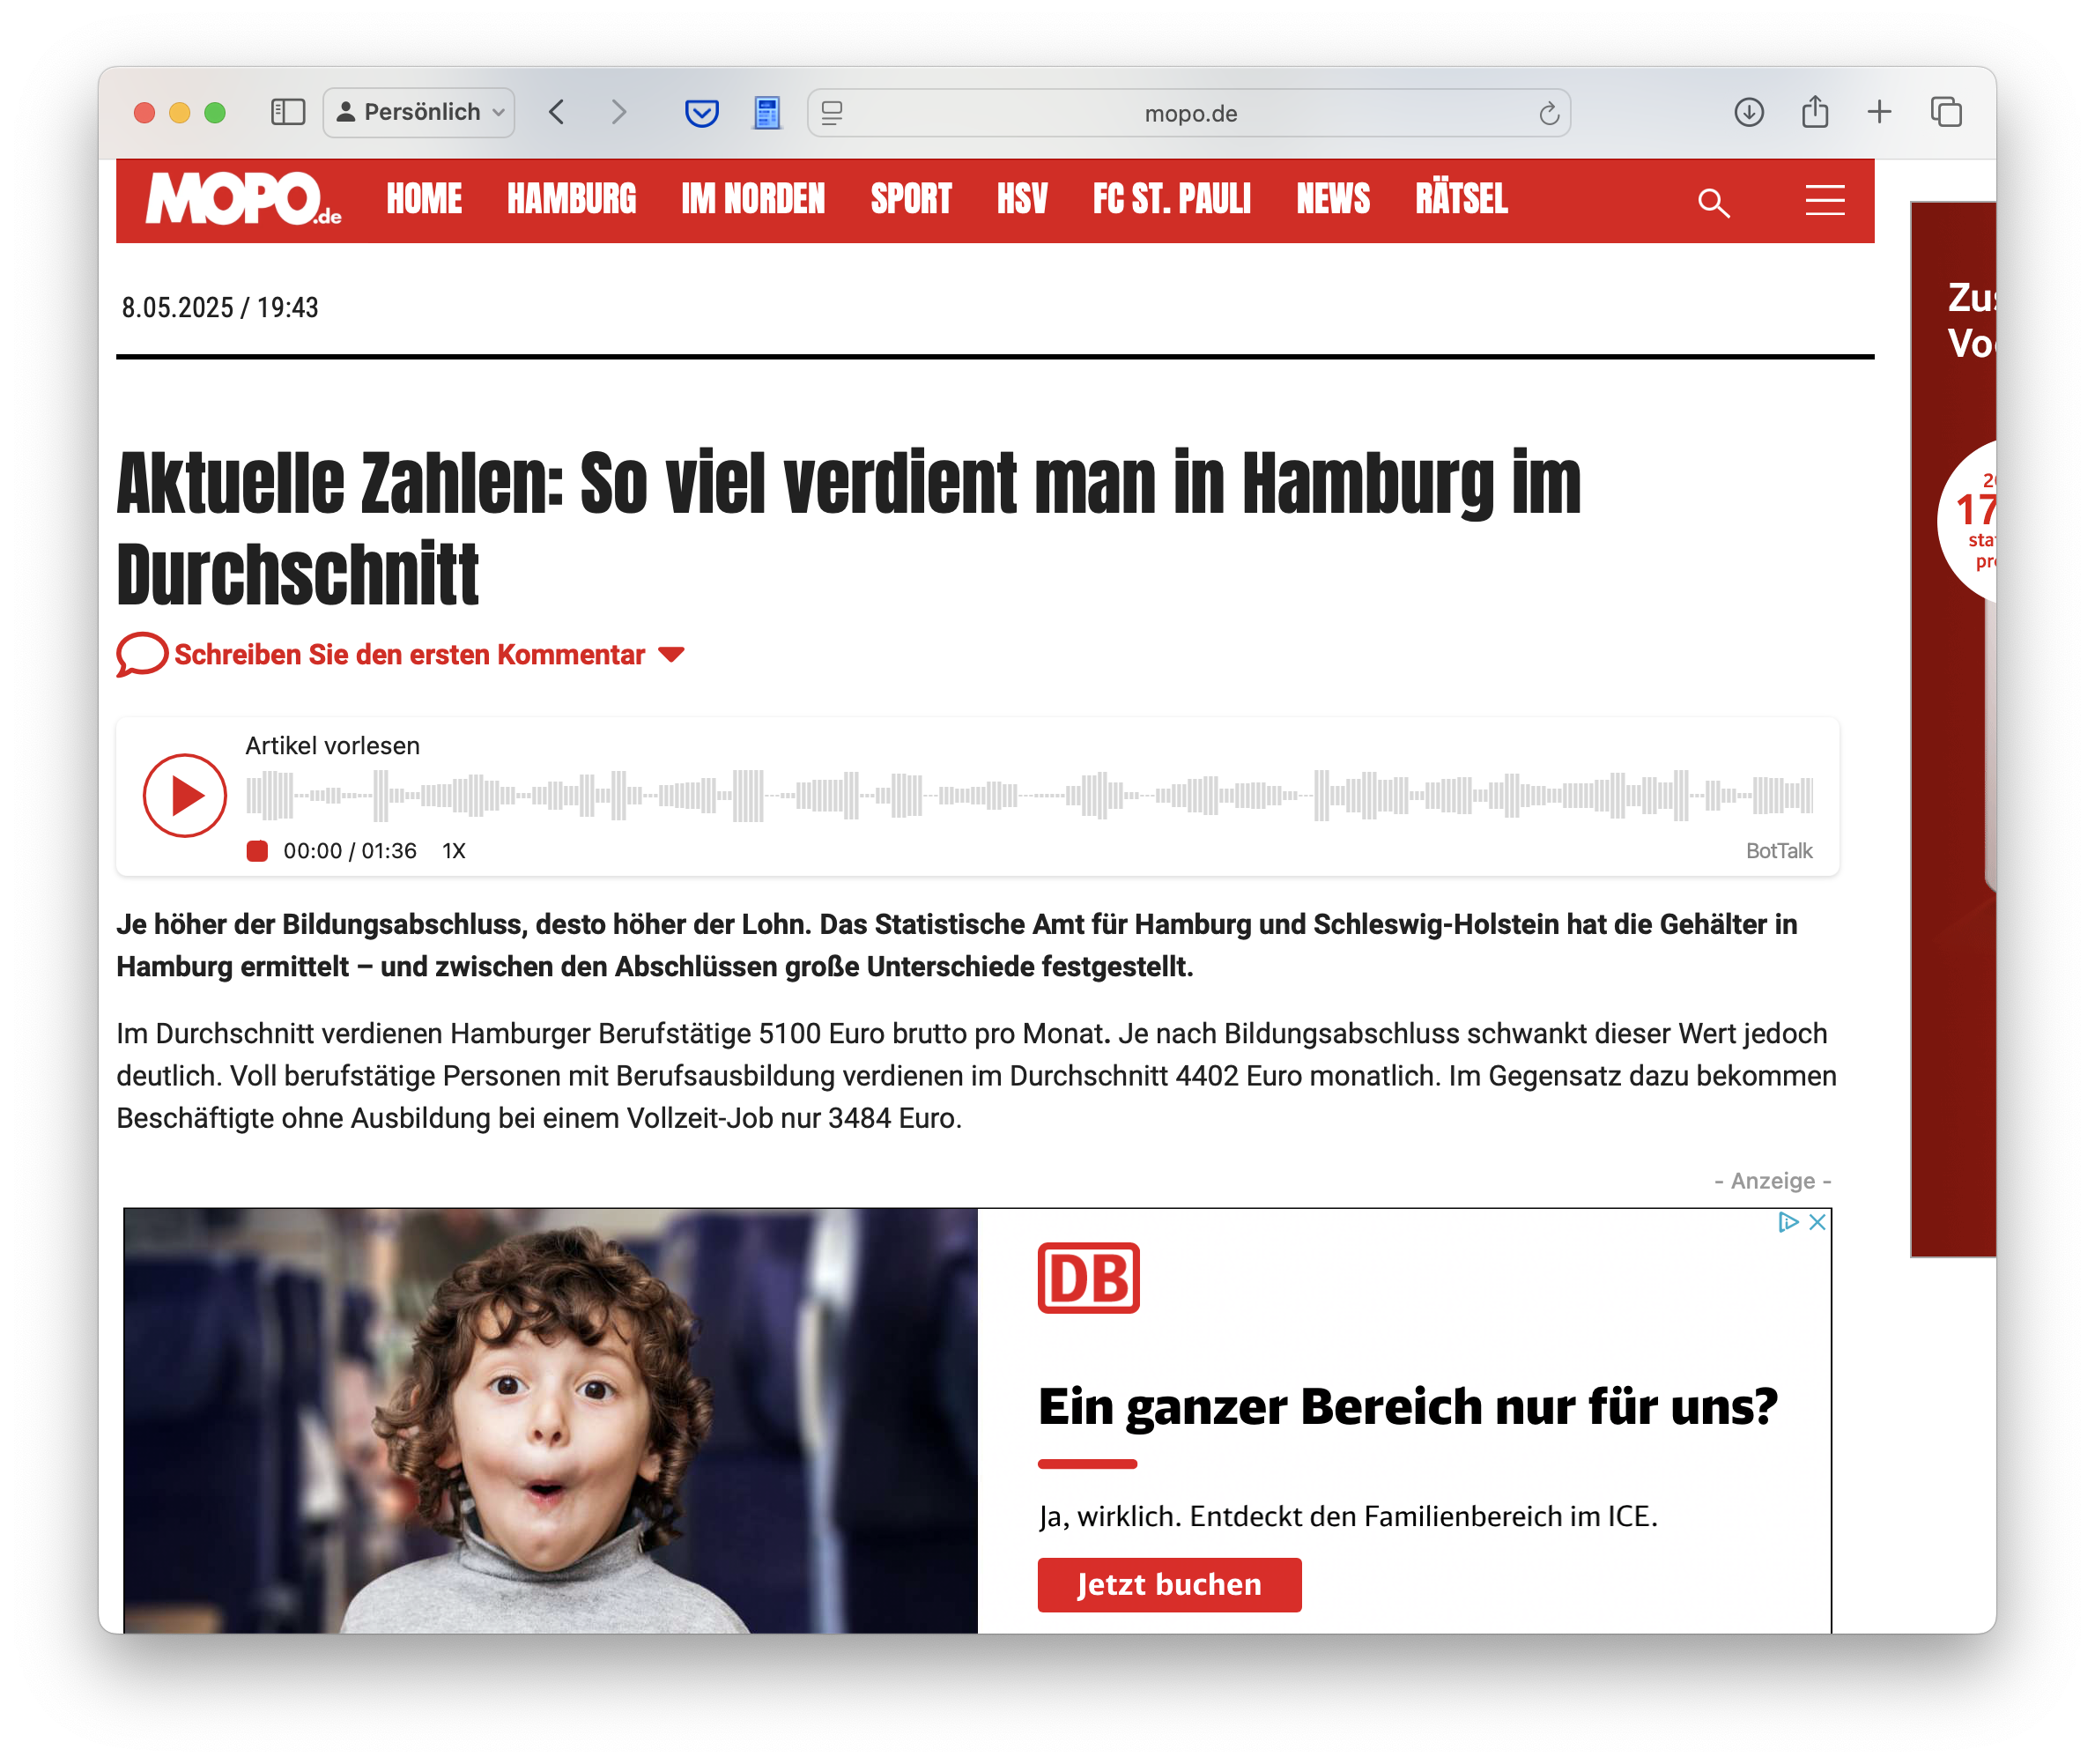 Persönlich
mopo.de
MOPO.de HOME HAMBURG IM NORDEN SPORT HSV FC ST. PAULI NEWS RÄTSEL
8.05.2025 / 19:43
Aktuelle Zahlen: So viel verdient man in Hamburg im
Durchschnitt
Schreiben Sie den ersten Kommentar
Artikel vorlesen
00:00 / 01:36 1X
BotTalk
Je höher der Bildungsabschluss, desto höher der Lohn. Das Statistische Amt für Hamburg und Schleswig-Holstein hat die Gehälter in
Hamburg ermittelt – und zwischen den Abschlüssen große Unterschiede festgestellt.
Im Durchschnitt verdienen Hamburger Berufstätige 5100 Euro brutto pro Monat. Je nach Bildungsabschluss schwankt dieser Wert jedoch
deutlich. Voll berufstätige Personen mit Berufsausbildung verdienen im Durchschnitt 4402 Euro monatlich. Im Gegensatz dazu bekommen
Beschäftigte ohne Ausbildung bei einem Vollzeit-Job nur 3484 Euro.
- Anzeige -
DB
Ein ganzer Bereich nur für uns?
Ja, wirklich. Entdeckt den Familienbereich im ICE.
Jetzt buchen